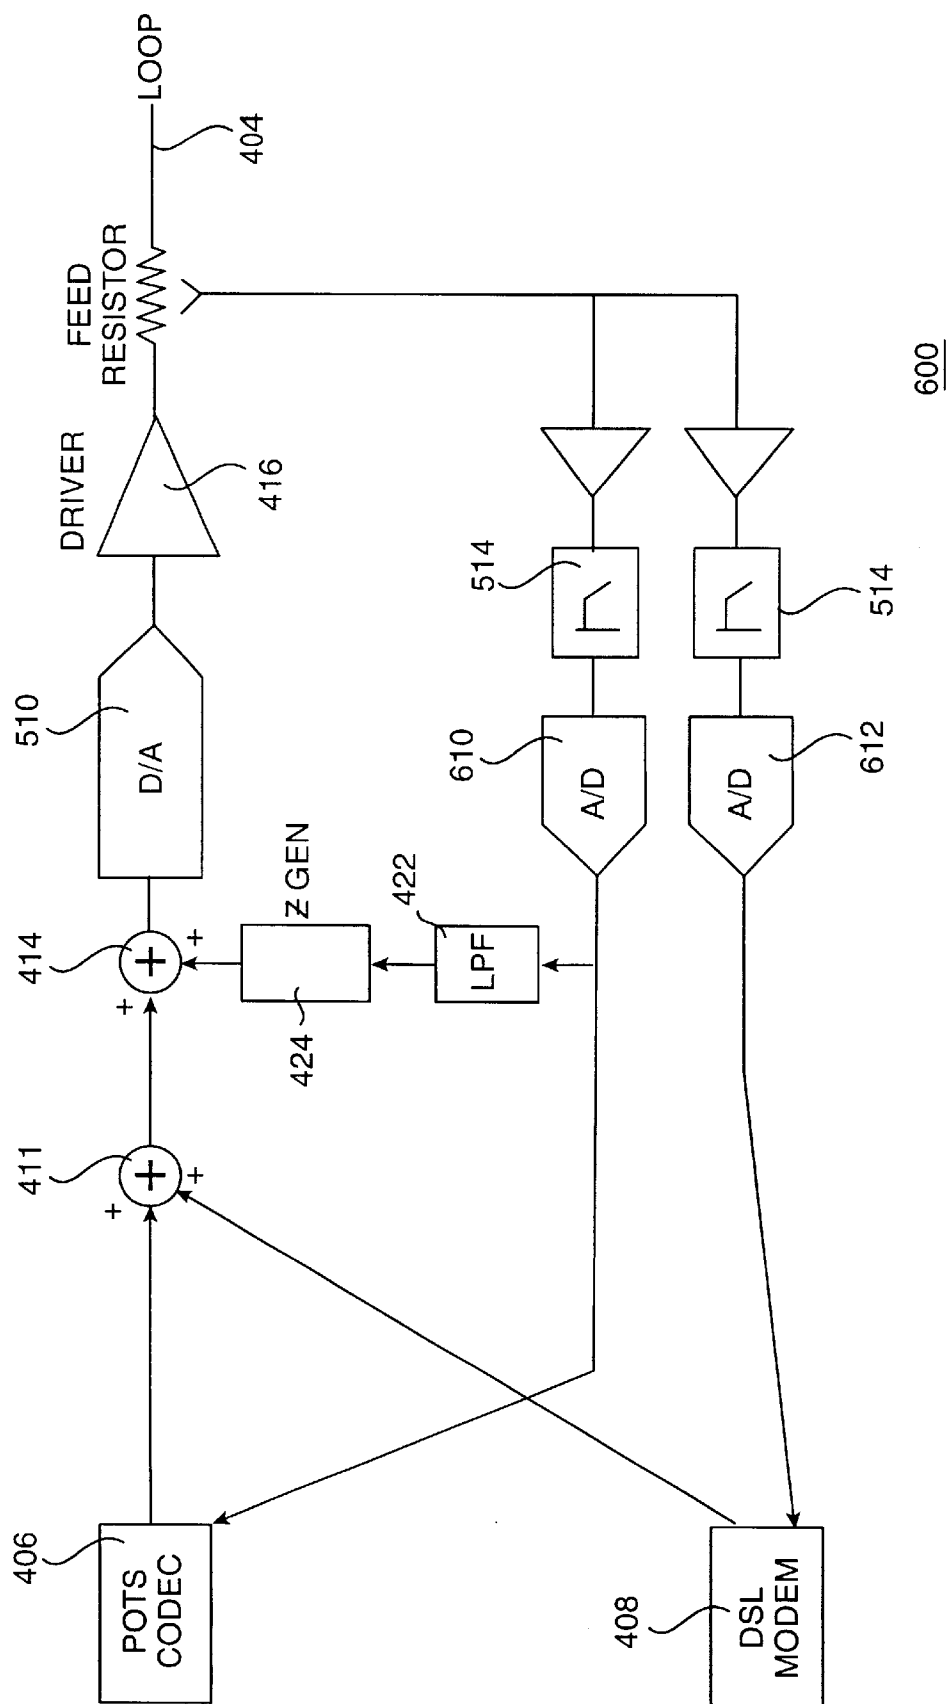 POTS
CODEC
406
411
+
+
+
414
+
+
+
510
D/A
DRIVER
416
FEED
RESISTOR
LOOP
404
Z GEN
424
LPF
422
610
A/D
514
A/D
612
514
DSL
MODEM
408
600